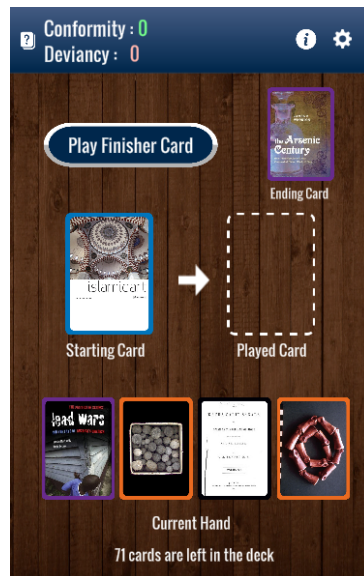 ?
Conformity : 0
Deviancy : 0
i
Play Finisher Card
The Arsenic
Century
Ending Card
islamicart
Starting Card
Played Card
lead wars
Current Hand
71 cards are left in the deck